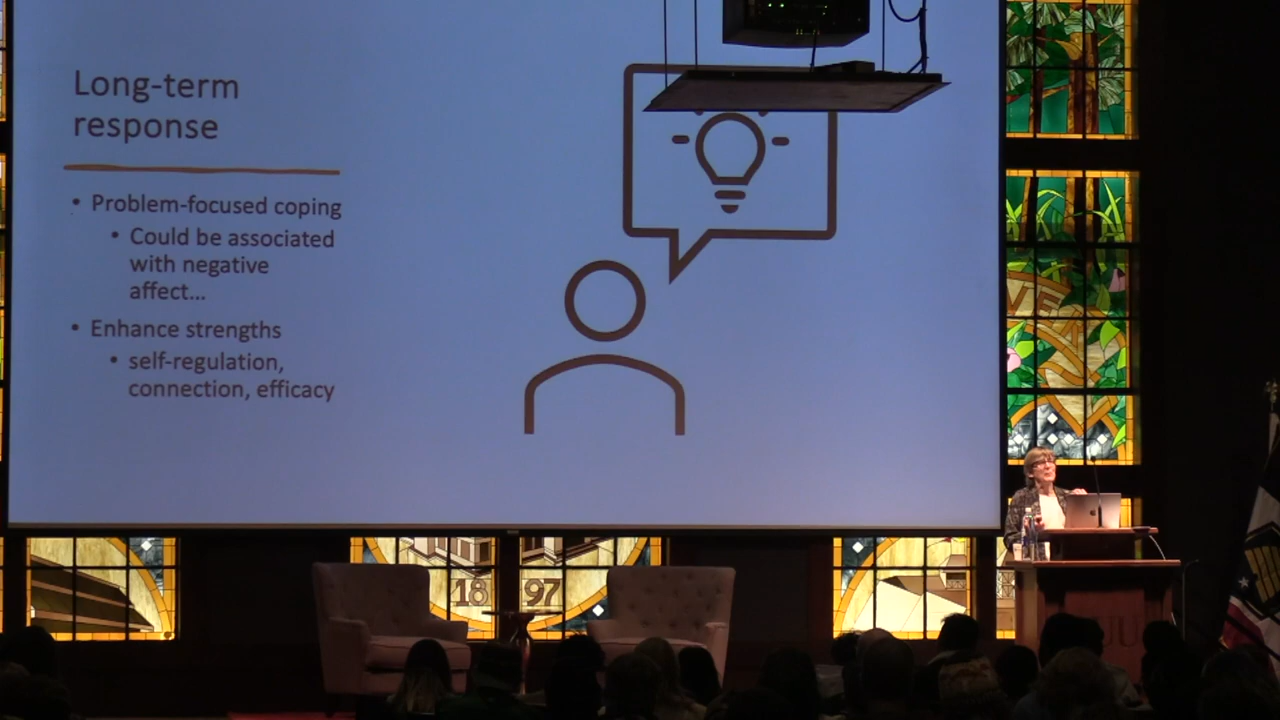 Long-term
response
• Problem-focused coping
• Could be associated
with negative
affect...
• Enhance strengths
• self-regulation,
connection, efficacy
18 97